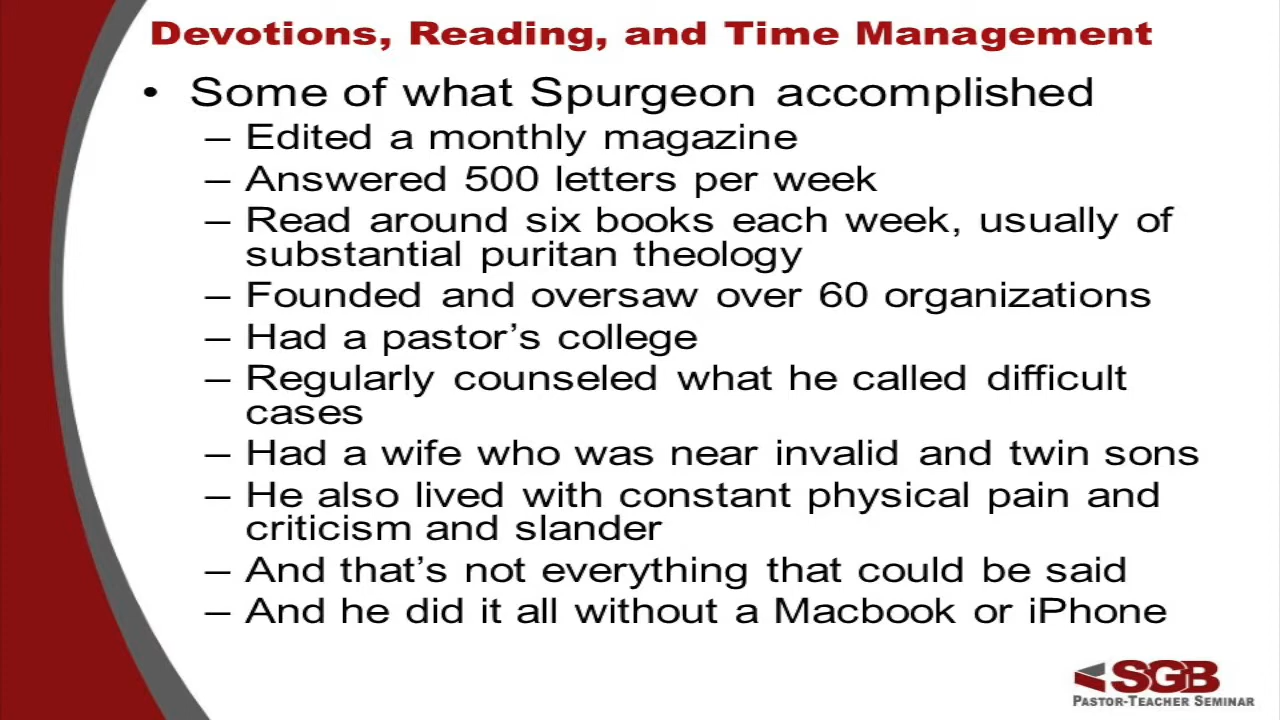 Devotions, Reading, and Time Management
• Some of what Spurgeon accomplished
– Edited a monthly magazine
– Answered 500 letters per week
– Read around six books each week, usually of
substantial puritan theology
– Founded and oversaw over 60 organizations
– Had a pastor’s college
– Regularly counseled what he called difficult
cases
– Had a wife who was near invalid and twin sons
– He also lived with constant physical pain and
criticism and slander
– And that’s not everything that could be said
– And he did it all without a Macbook or iPhone
SGB
Pastor-Teacher Seminar